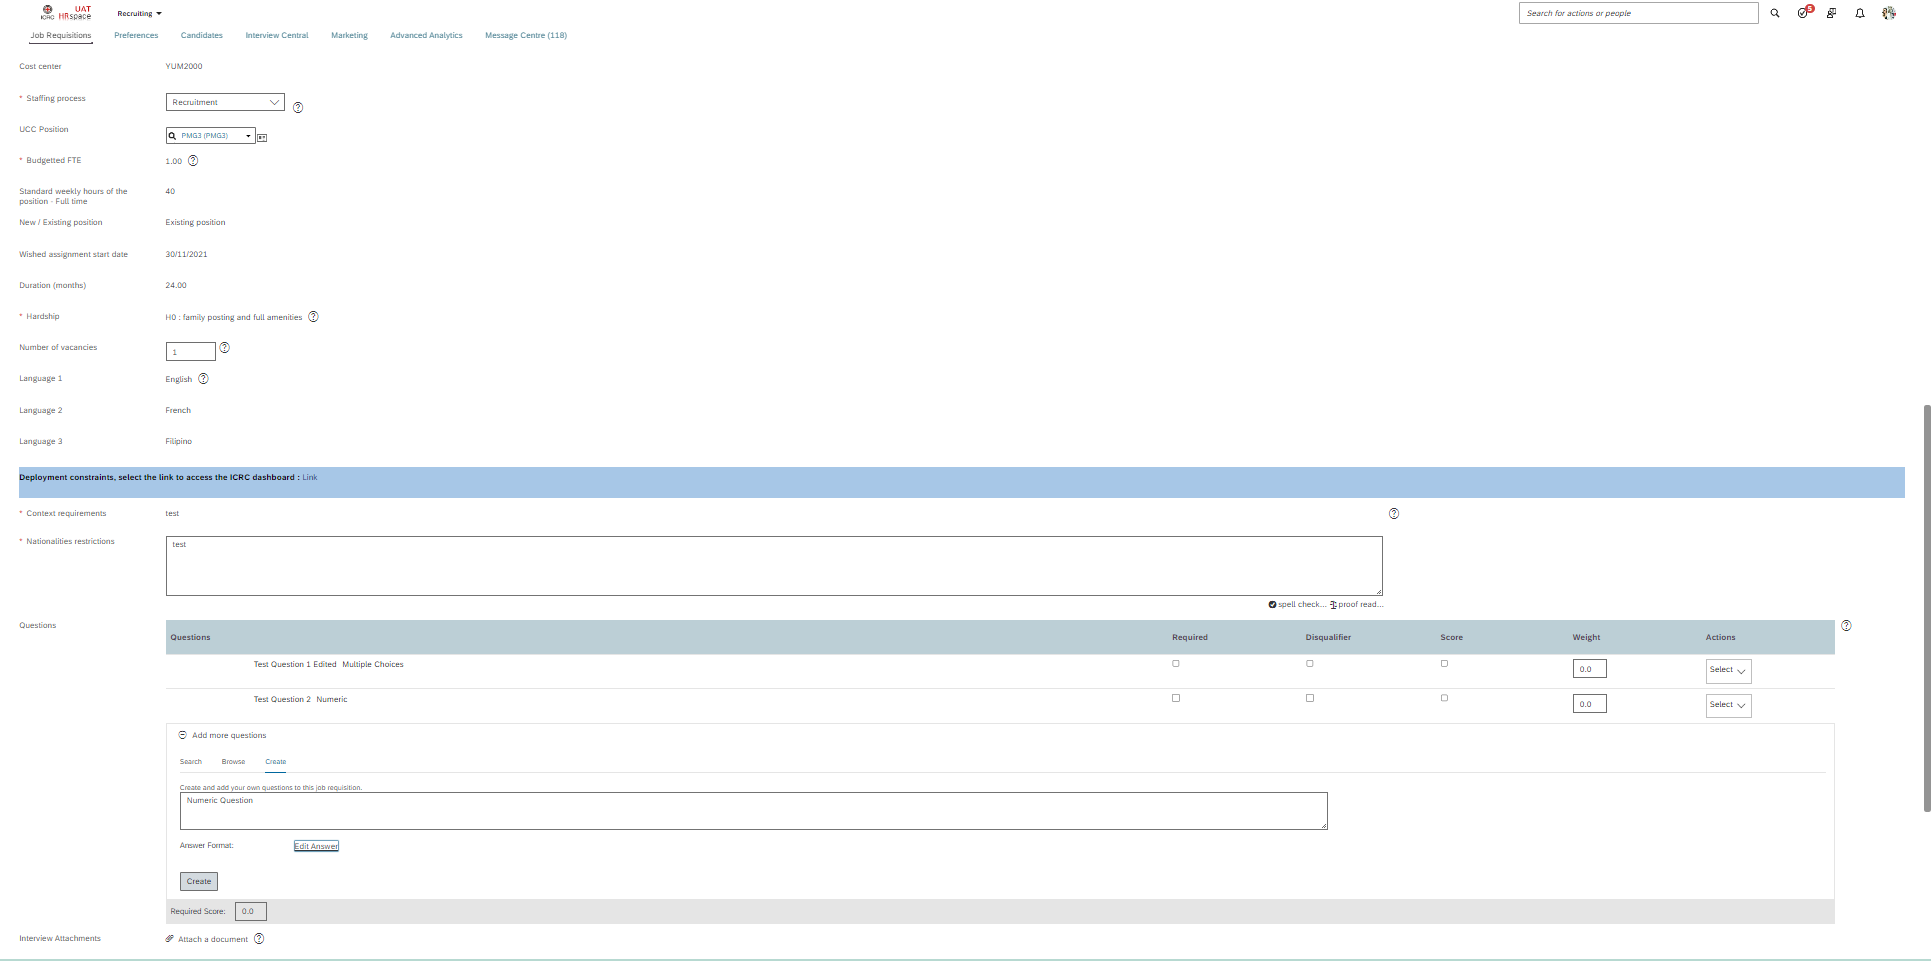 ICRC
UAT
HRspace
Recruiting
Search for actions or people
5
Job Requisitions
Preferences
Candidates
Interview Central
Marketing
Advanced Analytics
Message Centre (118)
Cost center
YUM2000
* Staffing process
Recruitment
UCC Position
PMG3 (PMG3)
* Budgetted FTE
1.00
Standard weekly hours of the
position - Full time
40
New / Existing position
Existing position
Wished assignment start date
30/11/2021
Duration (months)
24.00
* Hardship
H0 : family posting and full amenities
Number of vacancies
1
Language 1
English
Language 2
French
Language 3
Filipino
Deployment constraints, select the link to access the ICRC dashboard : Link
* Context requirements
test
* Nationalities restrictions
test
spell check... proof read...
Questions
Questions
Required
Disqualifier
Score
Weight
Actions
Test Question 1 Edited Multiple Choices
0.0
Select
Test Question 2 Numeric
0.0
Select
Add more questions
Search
Browse
Create
Create and add your own questions to this job requisition.
Numeric Question
Answer Format:
Edit Answer
Create
Required Score:
0.0
Interview Attachments
Attach a document